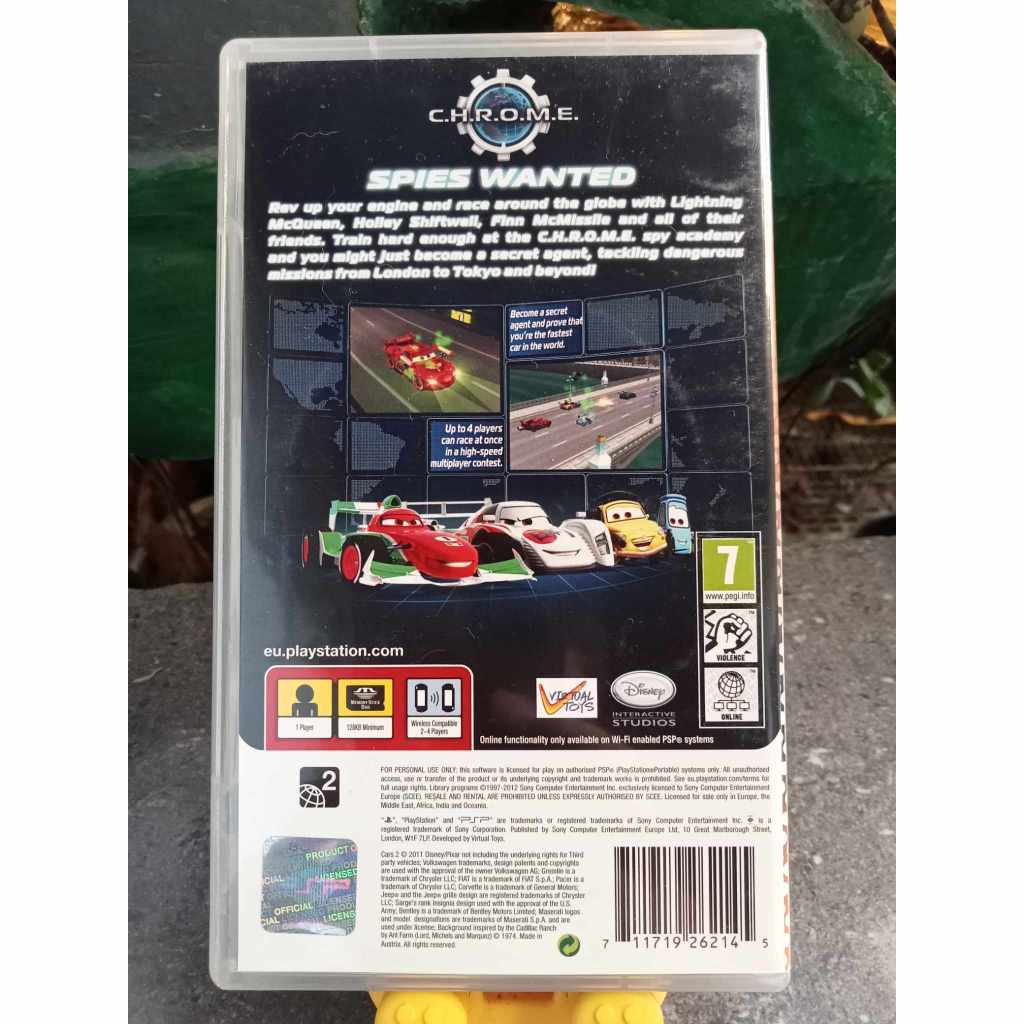 C.H.R.O.M.E.
SPIES WANTED
Rev up your engine and race around the globe with Lightning
McQueen, Holley Shiftwell, Finn McMissile and all of their
friends. Train hard enough at the C.H.R.O.M.E. spy academy
and you might just become a secret agent, tackling dangerous
missions from London to Tokyo and beyond!
Become a secret
agent and prove that
you're the fastest
car in the world.
Up to 4 players
can race at once
in a high-speed
multiplayer contest.
7
www.pegi.info
VIOLENCE
ONLINE
eu.playstation.com
1 Player
MEMORY STICK
DUO
128KB Minimum
Wireless Compatible
2-4 Players
VIRTUAL
TOYS
Disney
INTERACTIVE
STUDIOS
Online functionality only available on Wi-Fi enabled PSP® systems
2
FOR PERSONAL USE ONLY: this software is licensed for play on authorised PSP® (PlayStation®Portable) systems only. All unauthorised
access, use or transfer of the product or its underlying copyright and trademark works is prohibited. See eu.playstation.com/terms for
full usage rights. Library programs ©1997-2012 Sony Computer Entertainment Inc. exclusively licensed to Sony Computer Entertainment
Europe (SCEE). RESALE AND RENTAL ARE PROHIBITED UNLESS EXPRESSLY AUTHORISED BY SCEE. Licensed for sale only in Europe, the
Middle East, Africa, India and Oceania.
" ", "PlayStation" and "PSP" are trademarks or registered trademarks of Sony Computer Entertainment Inc. is a
registered trademark of Sony Corporation. Published by Sony Computer Entertainment Europe Ltd, 10 Great Marlborough Street,
London, W1F 7LP. Developed by Virtual Toys.
Cars 2 © 2011 Disney/Pixar not including the underlying rights for Third
party vehicles; Volkswagen trademarks, design patents and copyrights
are used with the approval of the owner Volkswagen AG; Gremlin is a
trademark of Chrysler LLC; FIAT is a trademark of FIAT S.p.A.; Pacer is a
trademark of Chrysler LLC; Corvette is a trademark of General Motors;
Jeep® and the Jeep® grille design are registered trademarks of Chrysler
LLC; Sarge's rank insignia design used with the approval of the U.S.
Army, Bentley is a trademark of Bentley Motors Limited; Maserati logos
and model designations are trademarks of Maserati S.p.A. and are
used under license; Background inspired by the Cadillac Ranch
by Ant Farm (Lord, Michels and Marquez) © 1974. Made in
Austria. All rights reserved.
PRODUCT
LICENSED
OFFICIAL
LICENS
7 11719 26214 5